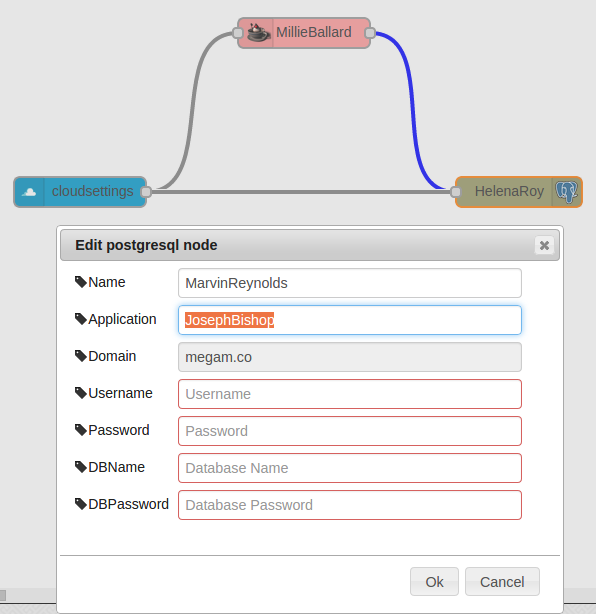 MillieBallard
cloudsettings
HelenaRoy
Edit postgresql node
Name
MarvinReynolds
Application
JosephBishop
Domain
megam.co
Username
Username
Password
Password
DBName
Database Name
DBPassword
Database Password
Ok
Cancel